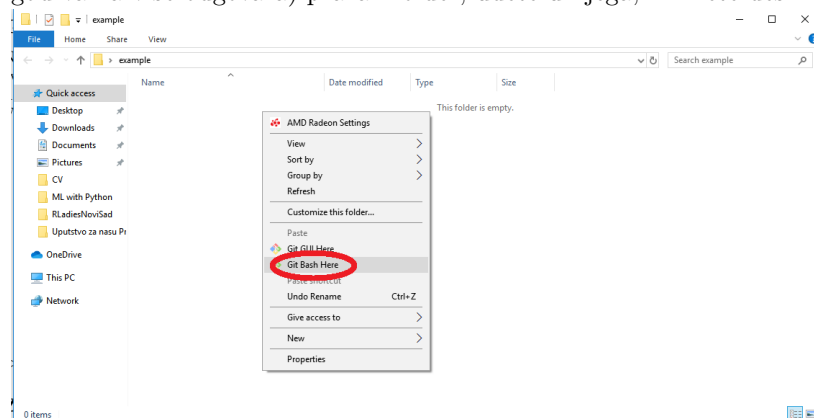 example
File Home Share View
example
Search example
Name Date modified Type Size
This folder is empty.
Quick access
Desktop
Downloads
Documents
Pictures
CV
ML with Python
RLadiesNoviSad
Uputstvo za nasu Pr
OneDrive
This PC
Network
AMD Radeon Settings
View
Sort by
Group by
Refresh
Customize this folder...
Paste
Git GUI Here
Git Bash Here
Paste shortcut
Undo Rename Ctrl+Z
Give access to
New
Properties
0 items